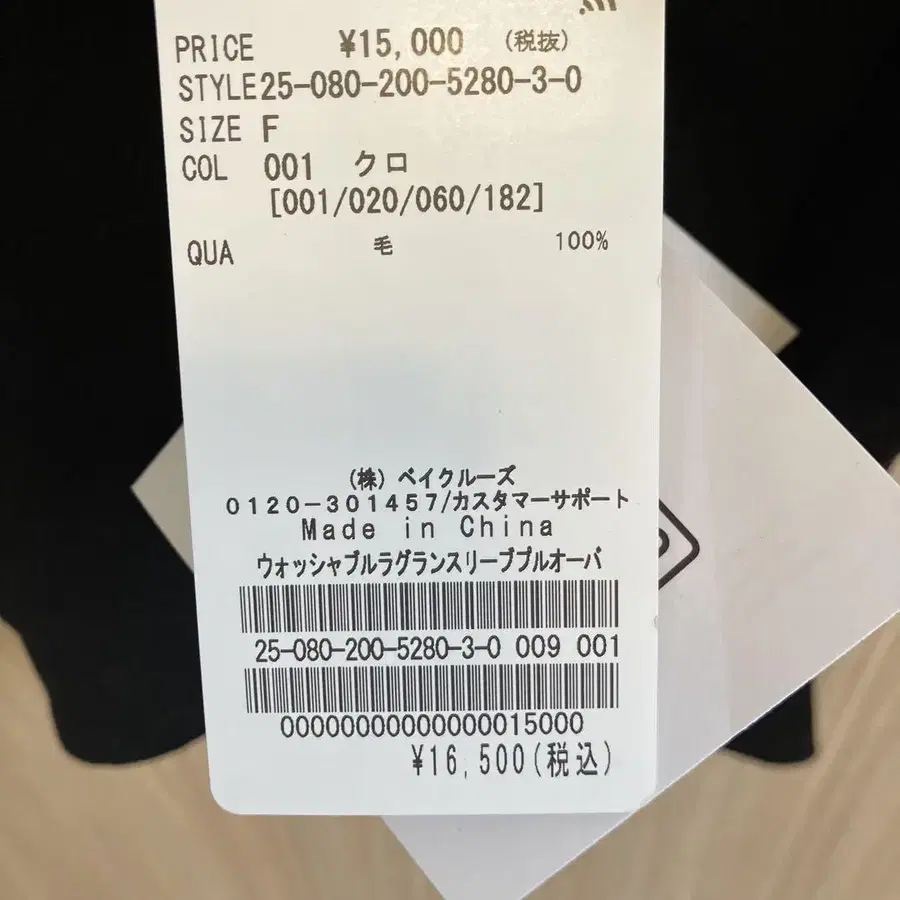 PRICE ¥15,000 (税抜)
STYLE 25-080-200-5280-3-0
SIZE F
COL 001 クロ
[001/020/060/182]
QUA 毛 100%
(株) ベイクルーズ
0120-301457/カスタマーサポート
Made in China
ウォッシャブルラグランスリーブプルオーバ
25-080-200-5280-3-0 009 001
00000000000000015000
¥16,500(税込)